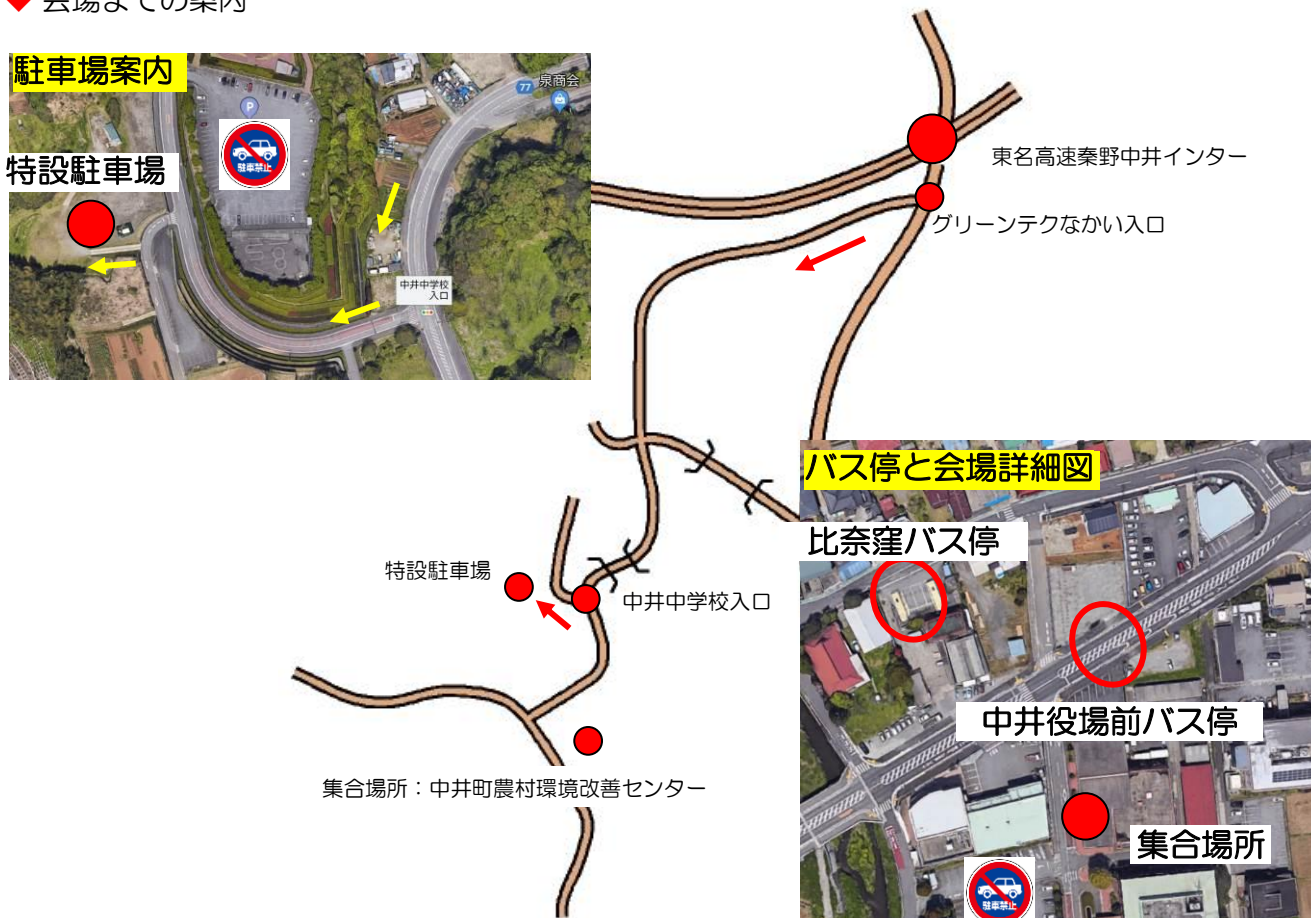 ◆ 会場までの案内
駐車場案内
77
泉商会
P
駐車禁止
特設駐車場
中井中学校
入口
東名高速秦野中井インター
グリーンテクなかい入口
バス停と会場詳細図
比奈窪バス停
特設駐車場
中井中学校入口
中井役場前バス停
集合場所：中井町農村環境改善センター
集合場所
駐車禁止